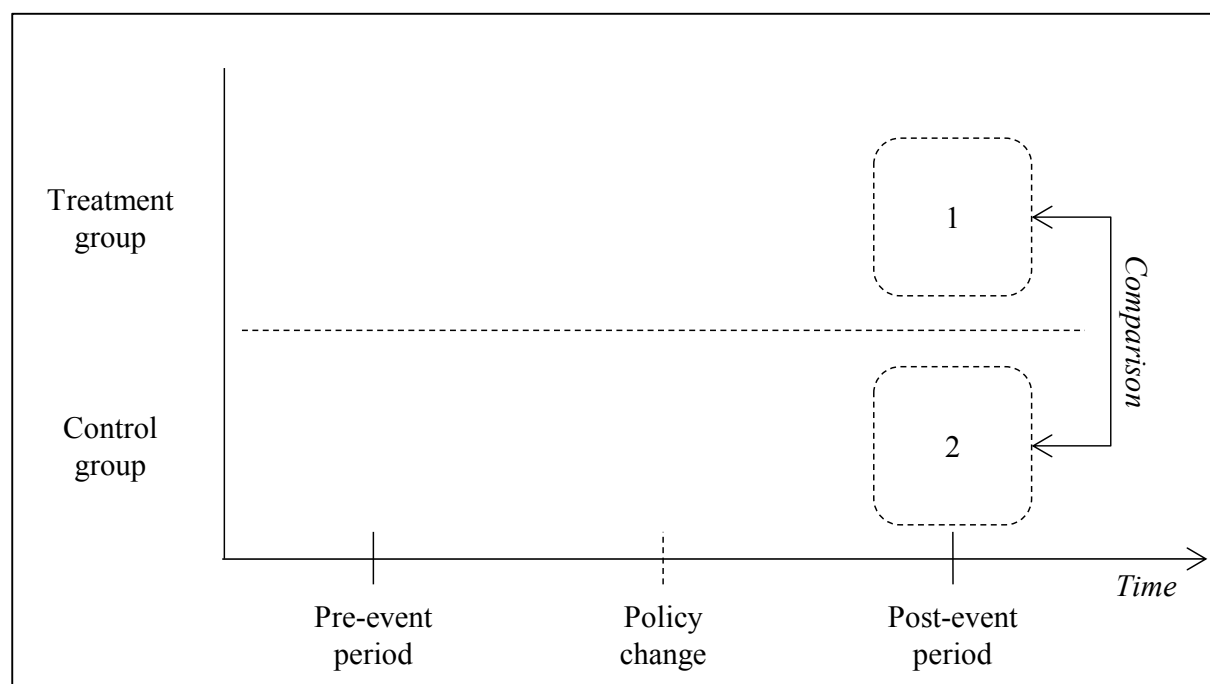 Treatment
group
1
Comparison
Control
group
2
Time
Pre-event
period
Policy
change
Post-event
period